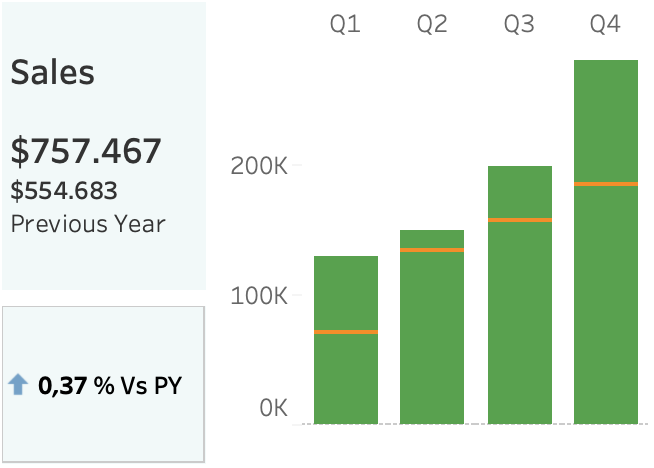 Sales
$757.467
$554.683
Previous Year
0,37 % Vs PY
Q1 Q2 Q3 Q4
200K
100K
0K